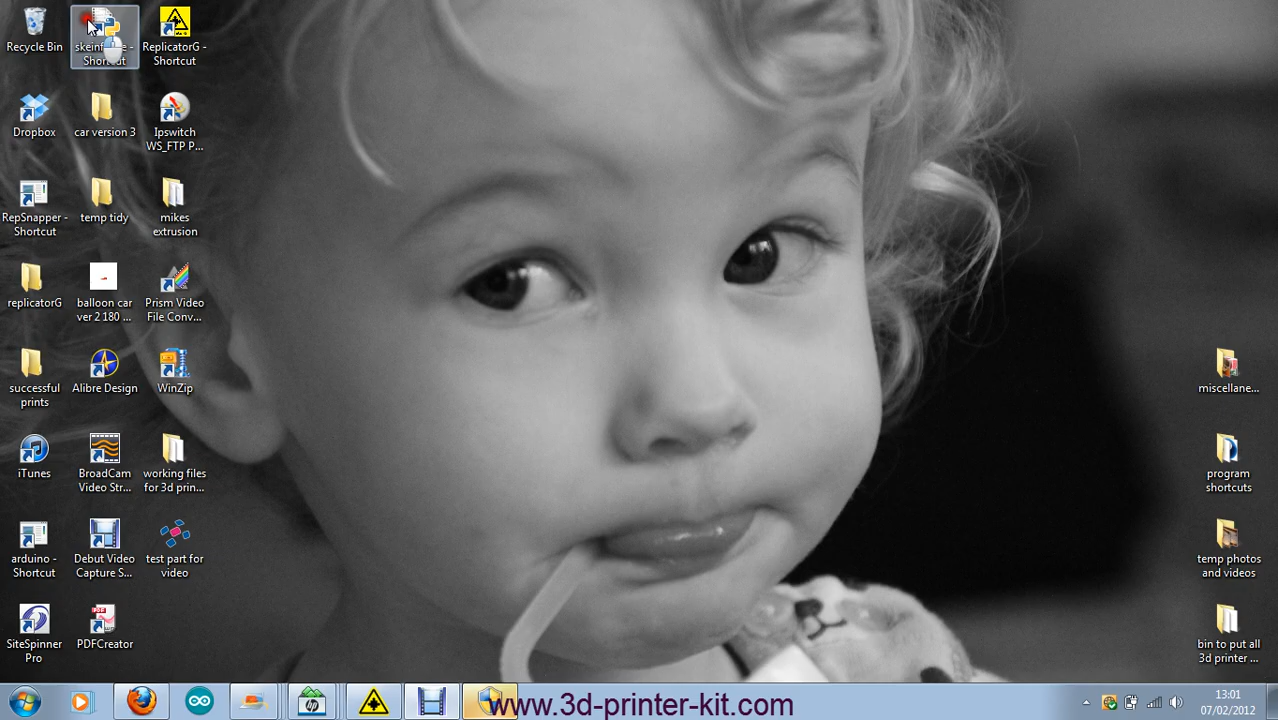 Recycle Bin
Shortcut
ReplicatorG -
Shortcut
Dropbox
car version 3
Ipswitch
WS_FTP P...
RepSnapper -
Shortcut
temp tidy
mikes
extrusion
replicatorG
balloon car
ver 2 180 ...
Prism Video
File Conv...
successful
prints
Alibre Design
WinZip
miscellane...
iTunes
BroadCam
Video Str...
working files
for 3d prin...
program
shortcuts
arduino -
Shortcut
Debut Video
Capture S...
test part for
video
temp photos
and videos
SiteSpinner
Pro
PDFCreator
bin to put all
3d printer ...
www.3d-printer-kit.com
13:01
07/02/2012